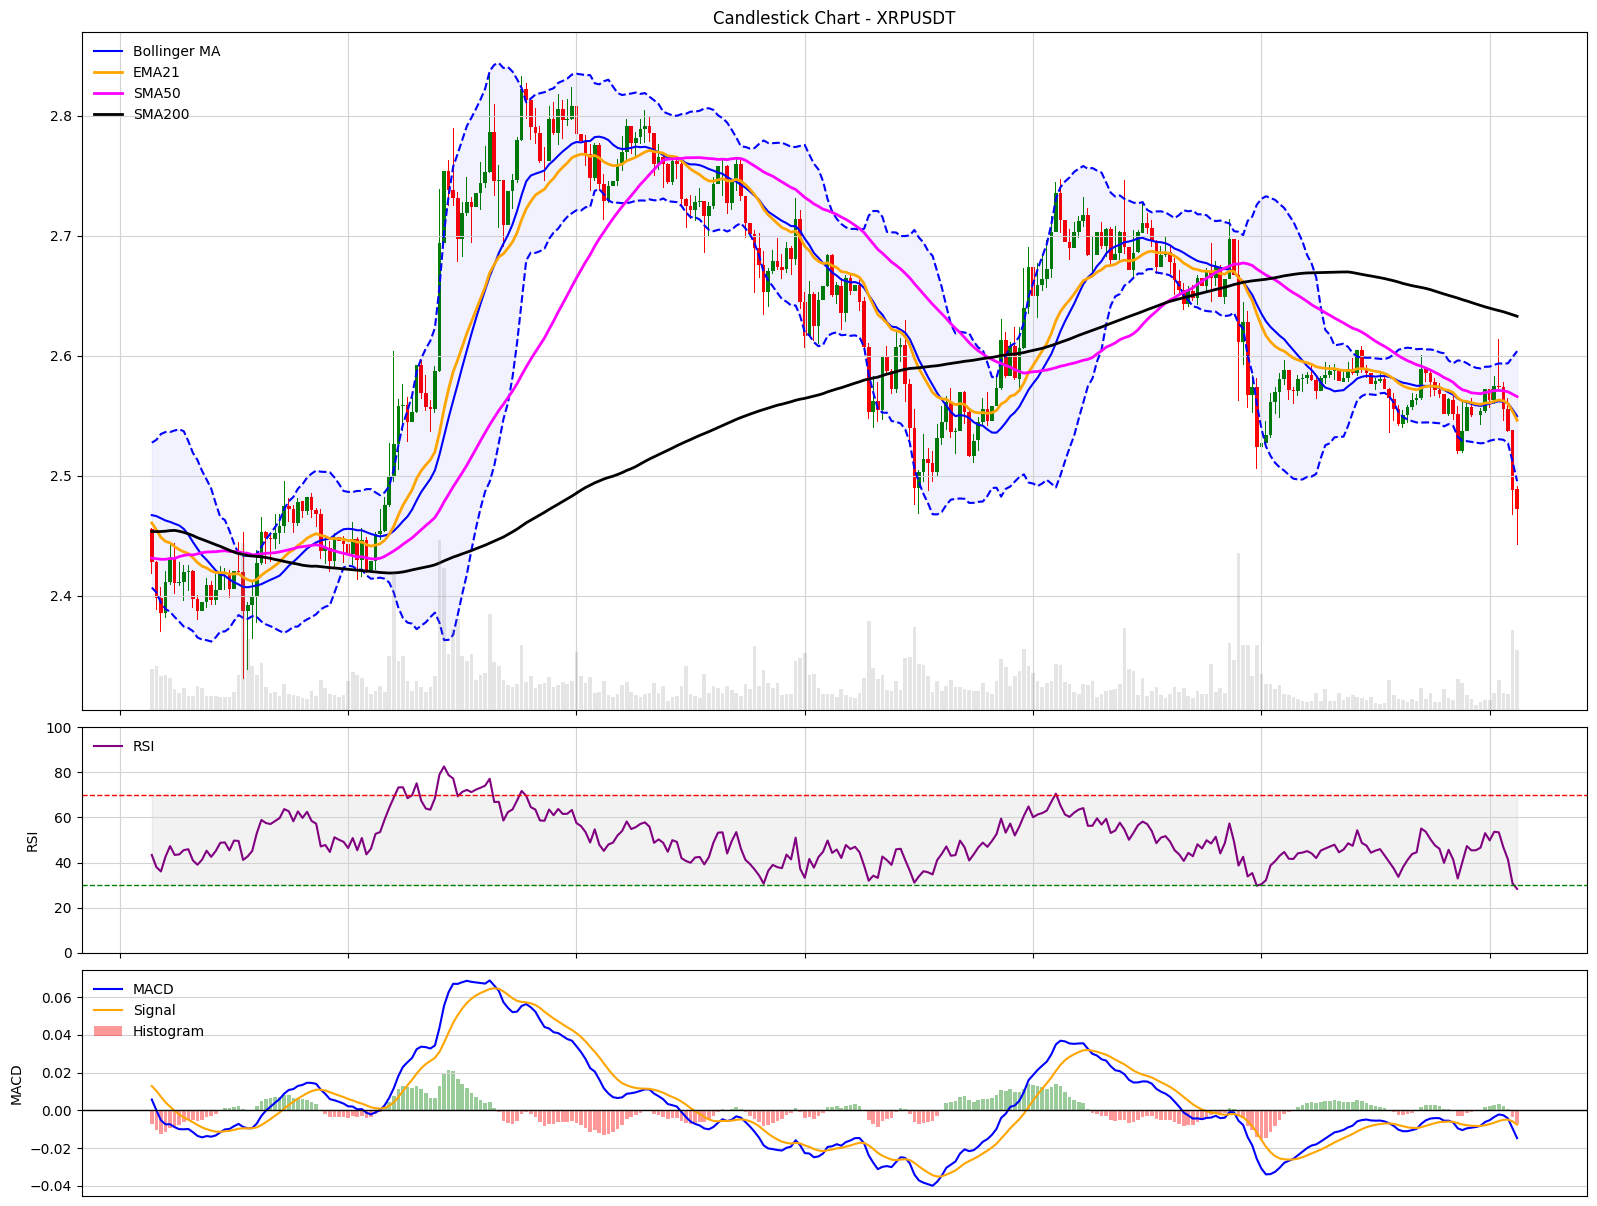 Candlestick Chart - XRPUSDT
Bollinger MA
EMA21
SMA50
SMA200
2.8
2.7
2.6
2.5
2.4
RSI
100
80
60
40
20
0
RSI
MACD
Signal
Histogram
0.06
0.04
0.02
0.00
−0.02
−0.04
MACD